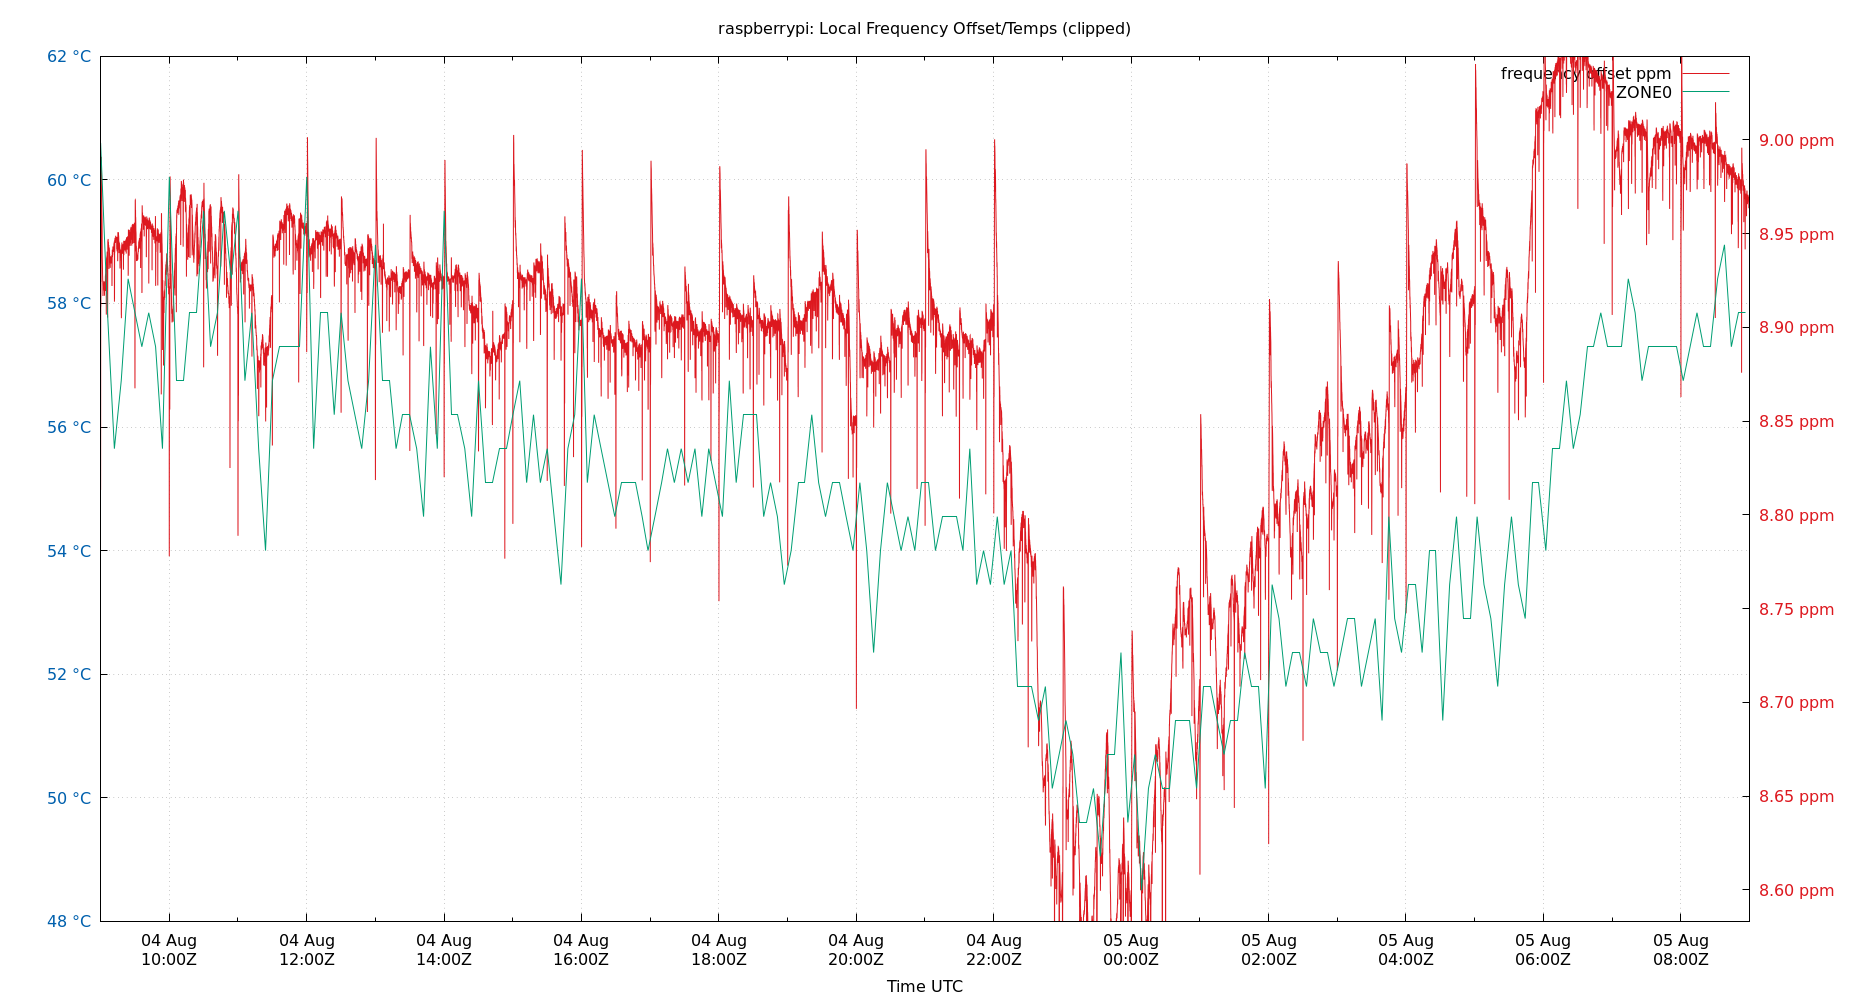 raspberrypi: Local Frequency Offset/Temps (clipped)
frequency offset ppm
ZONE0
62 °C
60 °C
58 °C
56 °C
54 °C
52 °C
50 °C
48 °C
9.00 ppm
8.95 ppm
8.90 ppm
8.85 ppm
8.80 ppm
8.75 ppm
8.70 ppm
8.65 ppm
8.60 ppm
04 Aug
10:00Z
04 Aug
12:00Z
04 Aug
14:00Z
04 Aug
16:00Z
04 Aug
18:00Z
04 Aug
20:00Z
04 Aug
22:00Z
05 Aug
00:00Z
05 Aug
02:00Z
05 Aug
04:00Z
05 Aug
06:00Z
05 Aug
08:00Z
Time UTC